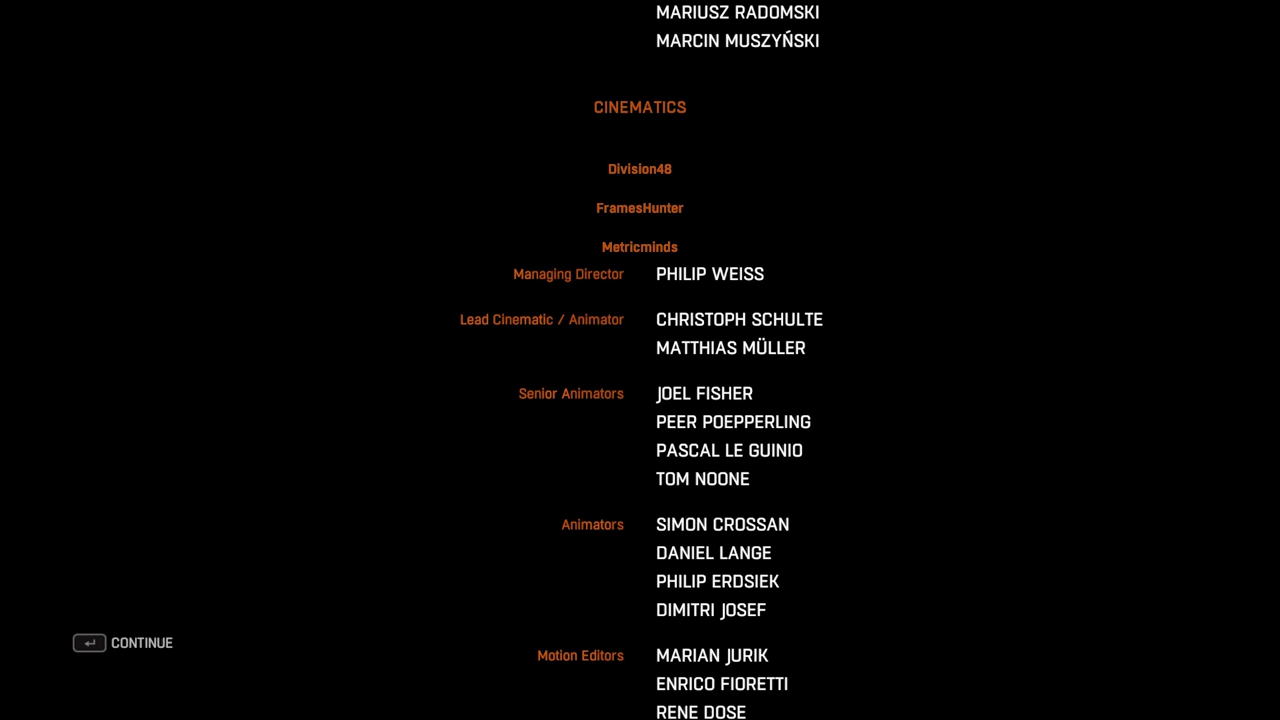 MARIUSZ RADOMSKI
MARCIN MUSZYŃSKI
CINEMATICS
Division48
FramesHunter
Metricminds
Managing Director PHILIP WEISS
Lead Cinematic / Animator CHRISTOPH SCHULTE
MATTHIAS MÜLLER
Senior Animators JOEL FISHER
PEER POEPPERLING
PASCAL LE GUINIO
TOM NOONE
Animators SIMON CROSSAN
DANIEL LANGE
PHILIP ERDSIEK
DIMITRI JOSEF
CONTINUE
Motion Editors MARIAN JURIK
ENRICO FIORETTI
RENE DOSE